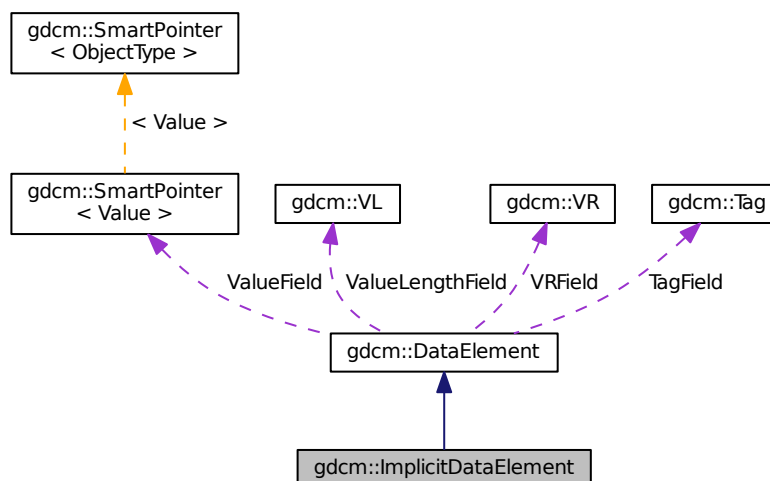 gdcm::SmartPointer
< ObjectType >
< Value >
gdcm::SmartPointer
< Value >
gdcm::VL
gdcm::VR
gdcm::Tag
ValueField
ValueLengthField
VRField
TagField
gdcm::DataElement
gdcm::ImplicitDataElement